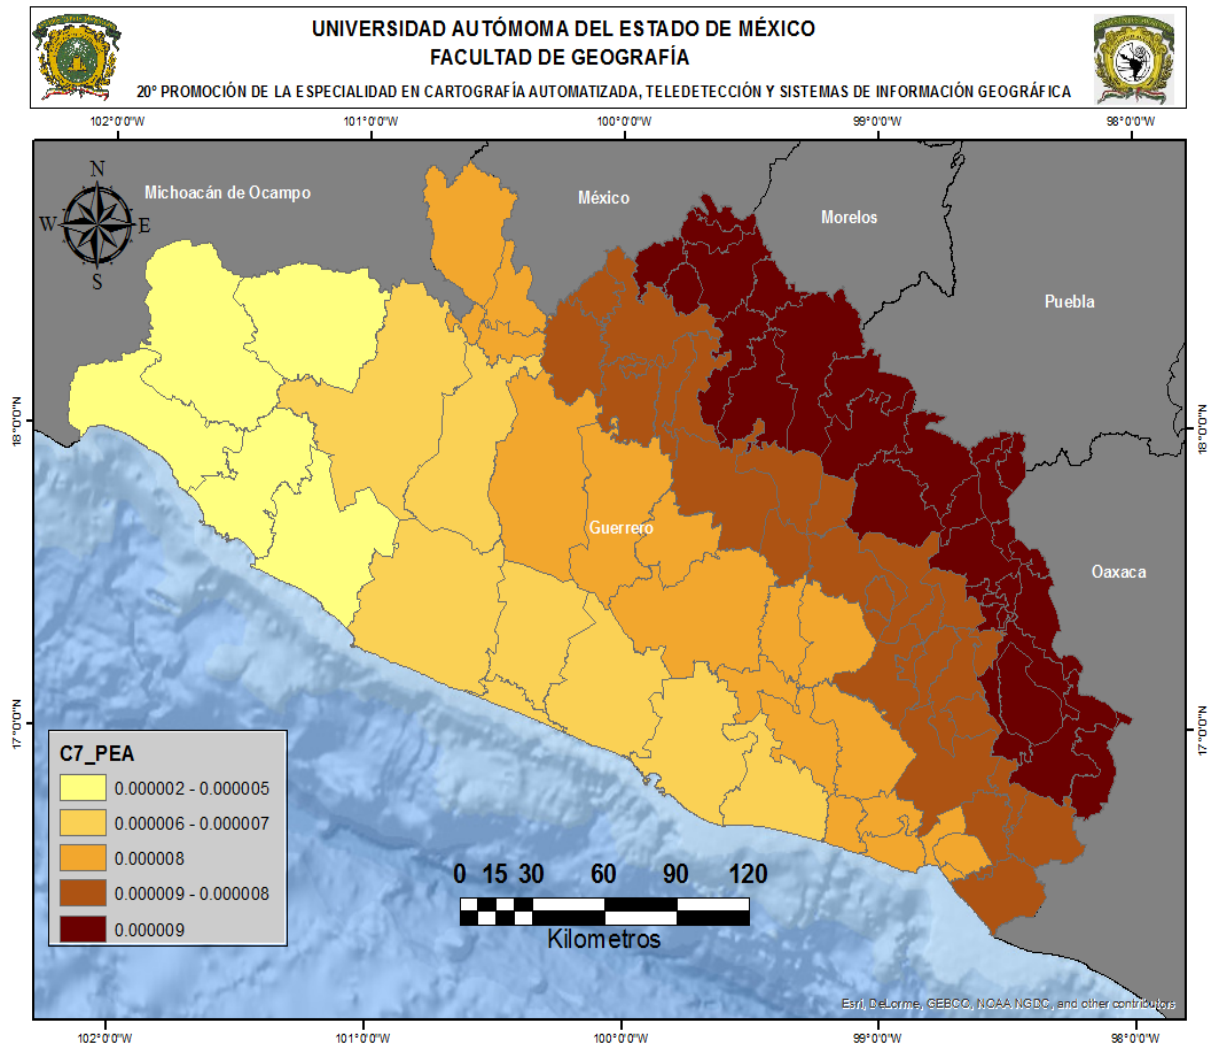 UNIVERSIDAD AUTÓMOMA DEL ESTADO DE MÉXICO
FACULTAD DE GEOGRAFÍA
20° PROMOCIÓN DE LA ESPECIALIDAD EN CARTOGRAFÍA AUTOMATIZADA, TELEDETECCIÓN Y SISTEMAS DE INFORMACIÓN GEOGRÁFICA
102°0'0"W 101°0'0"W 100°0'0"W 99°0'0"W 98°0'0"W
N
W E
S
Michoacán de Ocampo
México
Morelos
Puebla
18°0'0"N 18°0'0"N
Guerrero
Oaxaca
17°0'0"N 17°0'0"N
C7_PEA
0.000002 - 0.000005
0.000006 - 0.000007
0.000008
0.000009 - 0.000008
0.000009
0 15 30 60 90 120
Kilometros
Esri, DeLorme, GEBCO, NOAA NGDC, and other contributors
102°0'0"W 101°0'0"W 100°0'0"W 99°0'0"W 98°0'0"W